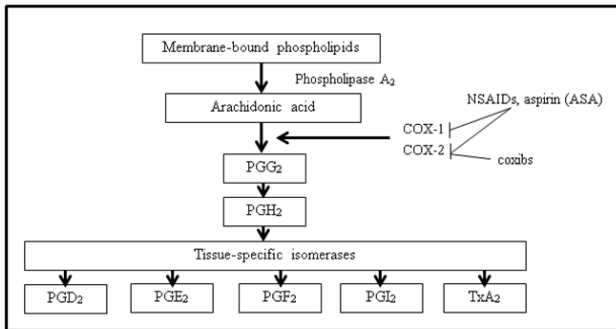 Membrane-bound phospholipids
Phospholipase A₂
Arachidonic acid
NSAIDs, aspirin (ASA)
COX-1
COX-2
coxibs
PGG₂
PGH₂
Tissue-specific isomerases
PGD₂ PGE₂ PGF₂ PGI₂ TxA₂